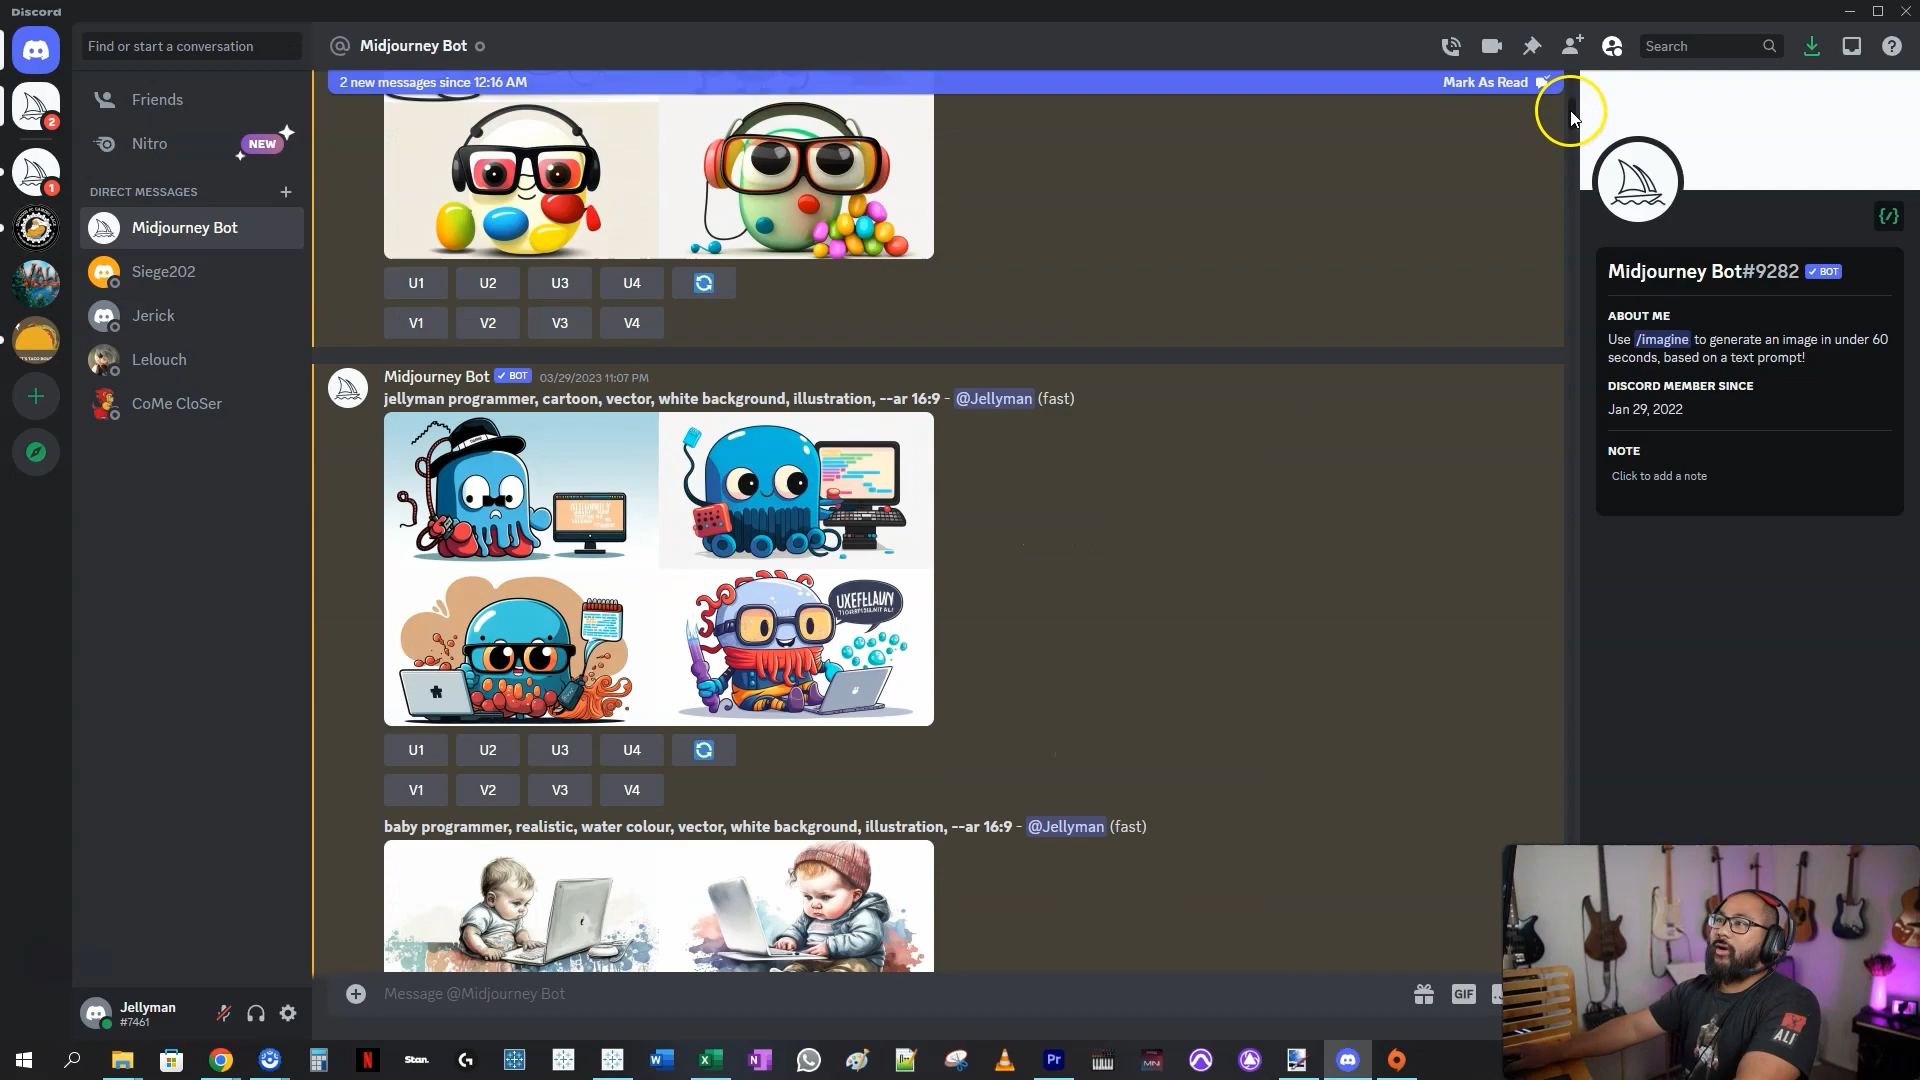 Discord
Find or start a conversation
Midjourney Bot
Search
2 new messages since 12:16 AM
Mark As Read
Friends
Nitro
NEW
DIRECT MESSAGES
Midjourney Bot
Siege202
Jerick
Lelouch
CoMe CloSer
2
1
U1
U2
U3
U4
V1
V2
V3
V4
Midjourney Bot ✓ BOT 03/29/2023 11:07 PM
jellyman programmer, cartoon, vector, white background, illustration, --ar 16:9 - @Jellyman (fast)
U1
U2
U3
U4
V1
V2
V3
V4
baby programmer, realistic, water colour, vector, white background, illustration, --ar 16:9 - @Jellyman (fast)
Message @Midjourney Bot
GIF
Midjourney Bot#9282 ✓ BOT
ABOUT ME
Use /imagine to generate an image in under 60
seconds, based on a text prompt!
DISCORD MEMBER SINCE
Jan 29, 2022
NOTE
Click to add a note
Jellyman
#7461
Stan.
Pr
ALI